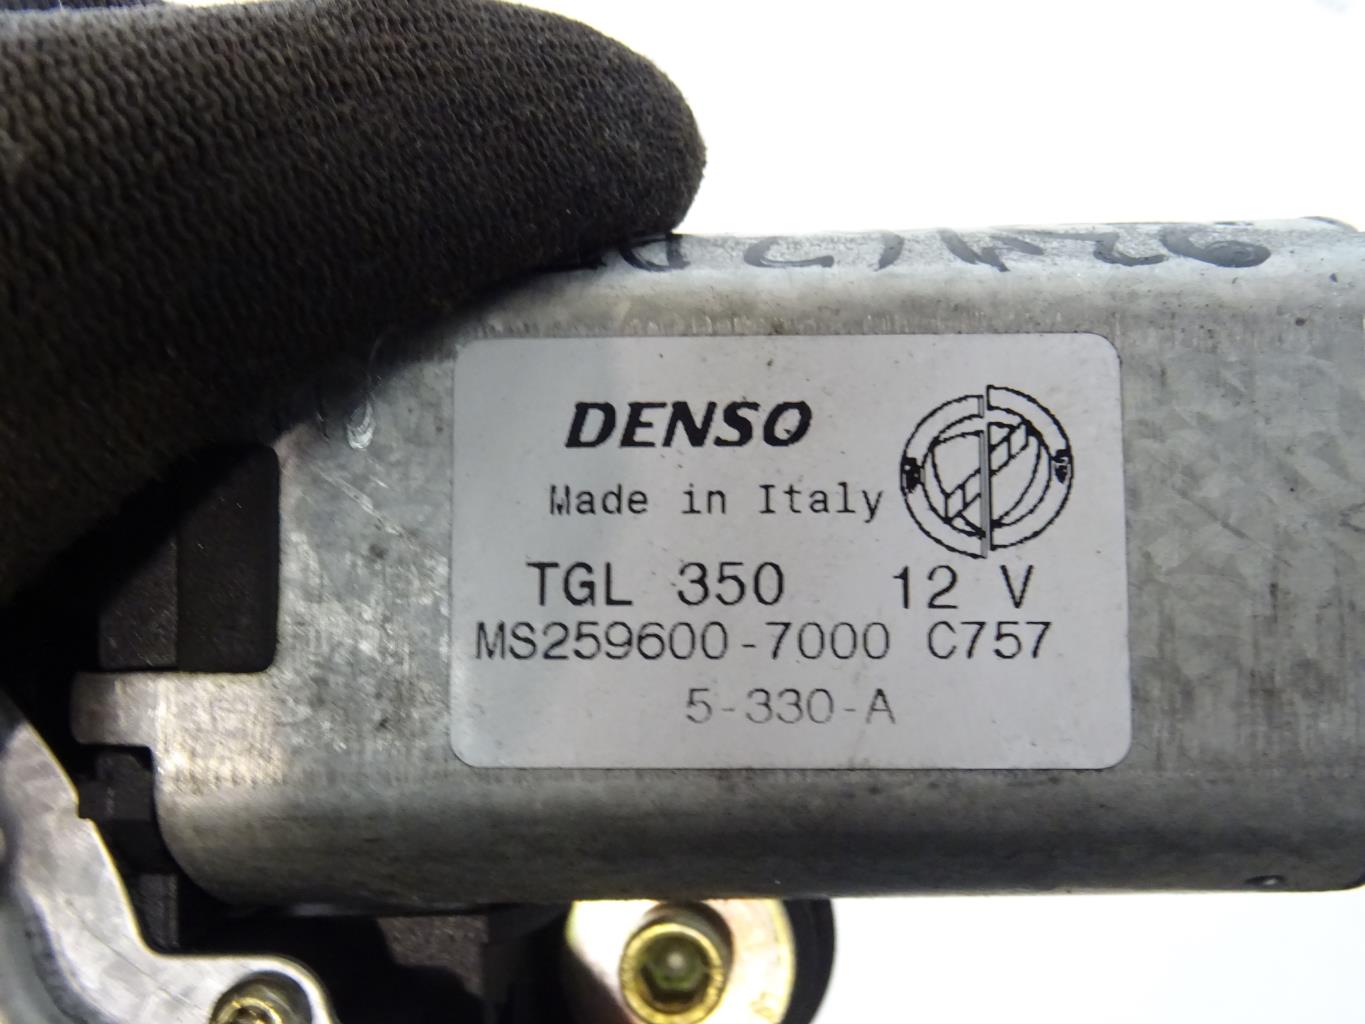 DENSO
Made in Italy
TGL 350 12 V
MS259600-7000 C757
5-330-A